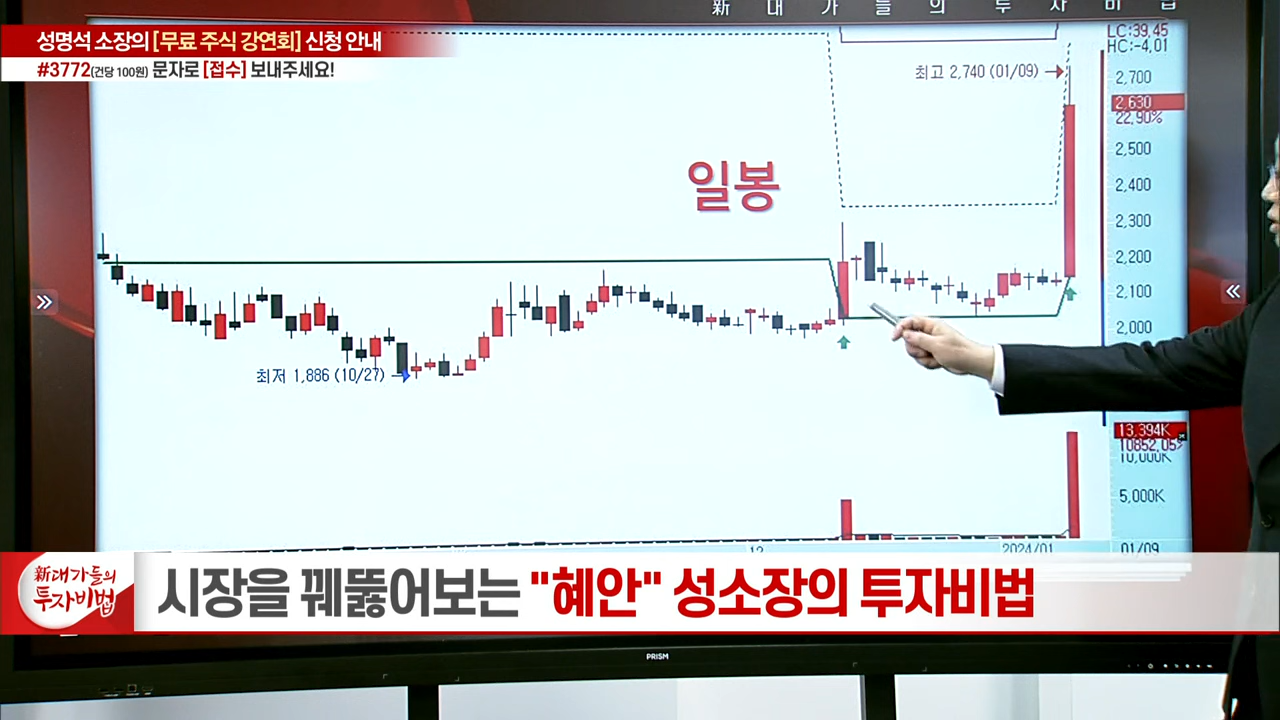 新 대 가 들 의 투 자 비 법
성명석 소장의 [무료 주식 강연회] 신청 안내
#3772(건당 100원) 문자로 [접수] 보내주세요!
LC:39.45
HC:-4.01
최고 2,740 (01/09)
2,700
2,630
22.90%
2,500
2,400
2,300
2,200
2,100
2,000
일봉
최저 1,886 (10/27)
13,394K
10852.05%
10,000K
5,000K
12
2024/01
01/09
新대가들의
투자비법
시장을 꿰뚫어보는 "혜안" 성소장의 투자비법
PRISM